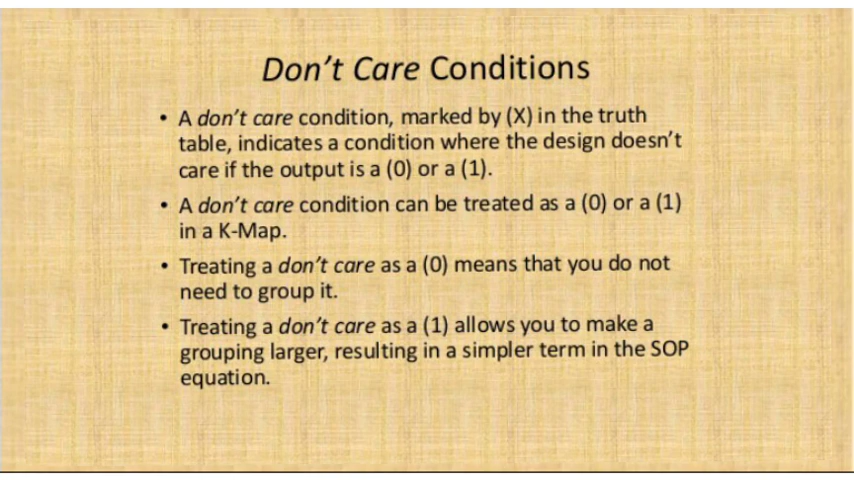 Don't Care Conditions
• A don't care condition, marked by (X) in the truth
table, indicates a condition where the design doesn't
care if the output is a (0) or a (1).
• A don't care condition can be treated as a (0) or a (1)
in a K-Map.
• Treating a don't care as a (0) means that you do not
need to group it.
• Treating a don't care as a (1) allows you to make a
grouping larger, resulting in a simpler term in the SOP
equation.